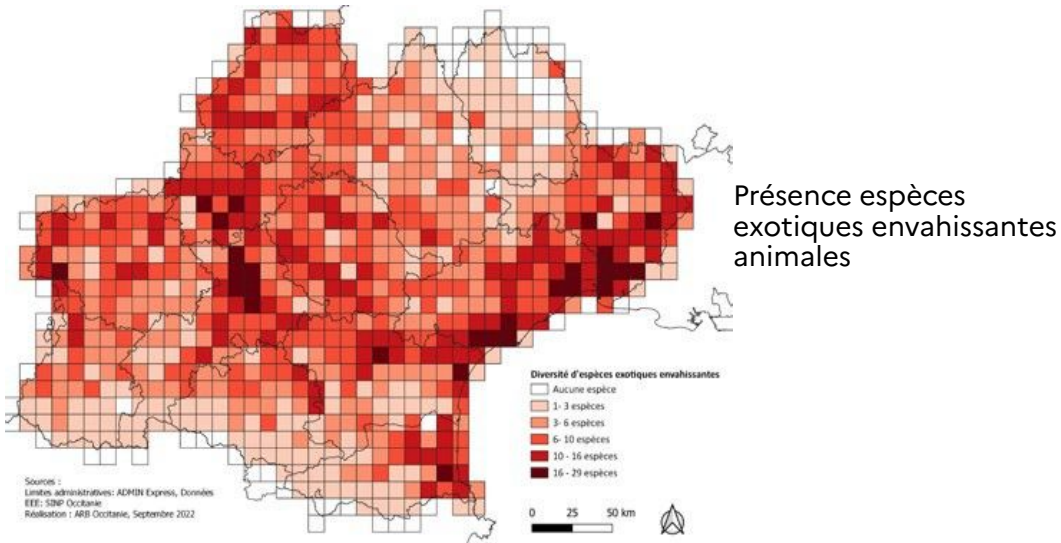 Présence espèces
exotiques envahissantes
animales
Diversité d'espèces exotiques envahissantes
Aucune espèce
1- 3 espèces
3- 6 espèces
6- 10 espèces
10 - 16 espèces
16 - 29 espèces
Sources :
Limites administratives: ADMIN Express, Données
EEE: SINP Occitanie
Réalisation : ARB Occitanie, Septembre 2022
0 25 50 km